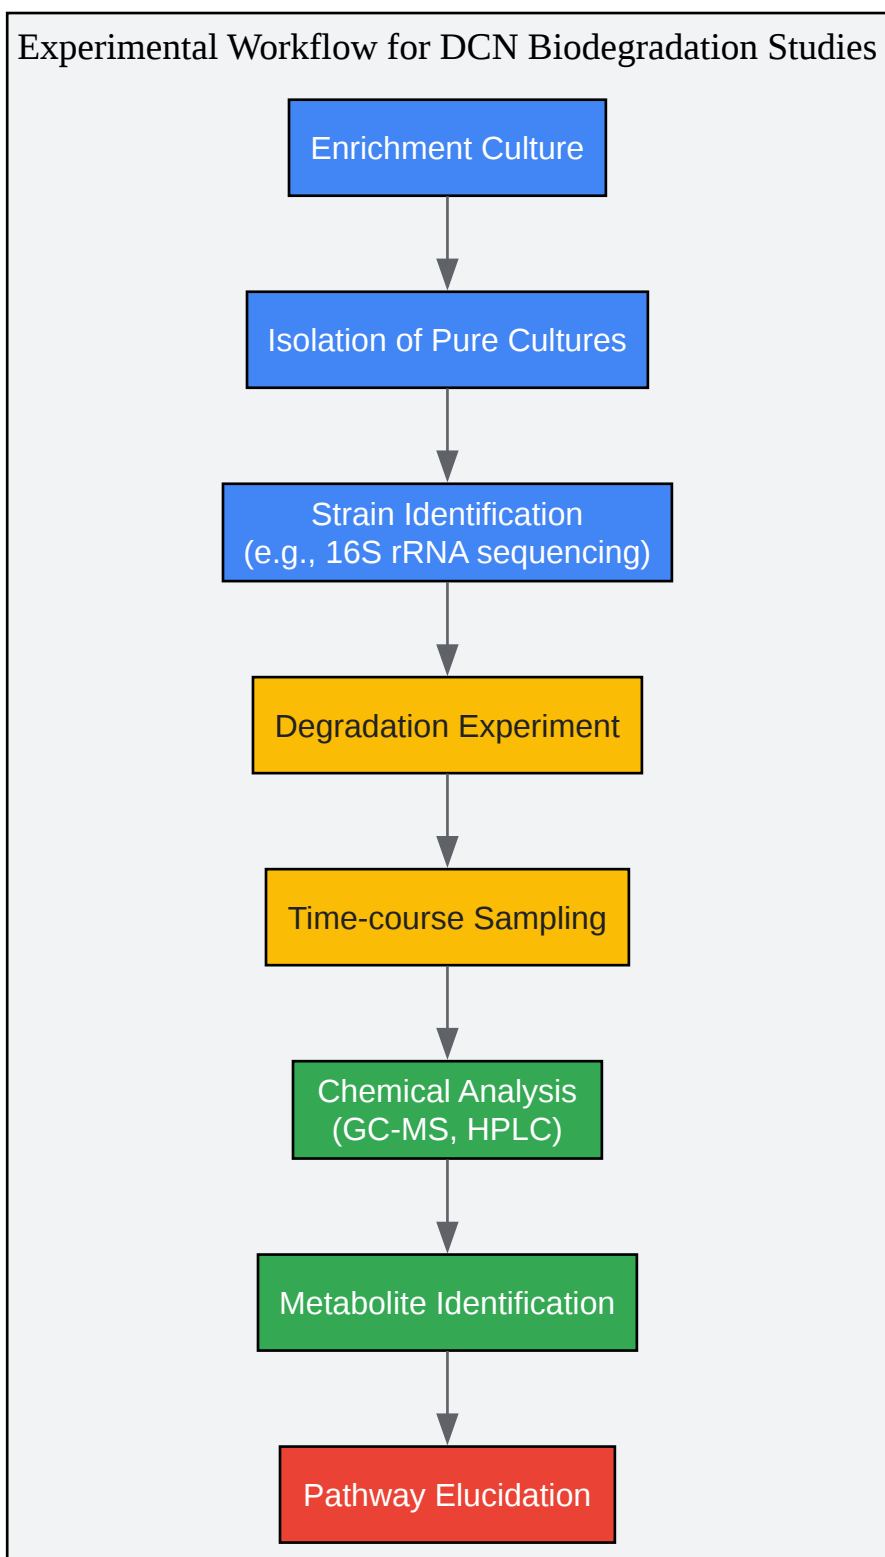 Experimental Workflow for DCN Biodegradation Studies
Enrichment Culture
Isolation of Pure Cultures
Strain Identification
(e.g., 16S rRNA sequencing)
Degradation Experiment
Time-course Sampling
Chemical Analysis
(GC-MS, HPLC)
Metabolite Identification
Pathway Elucidation